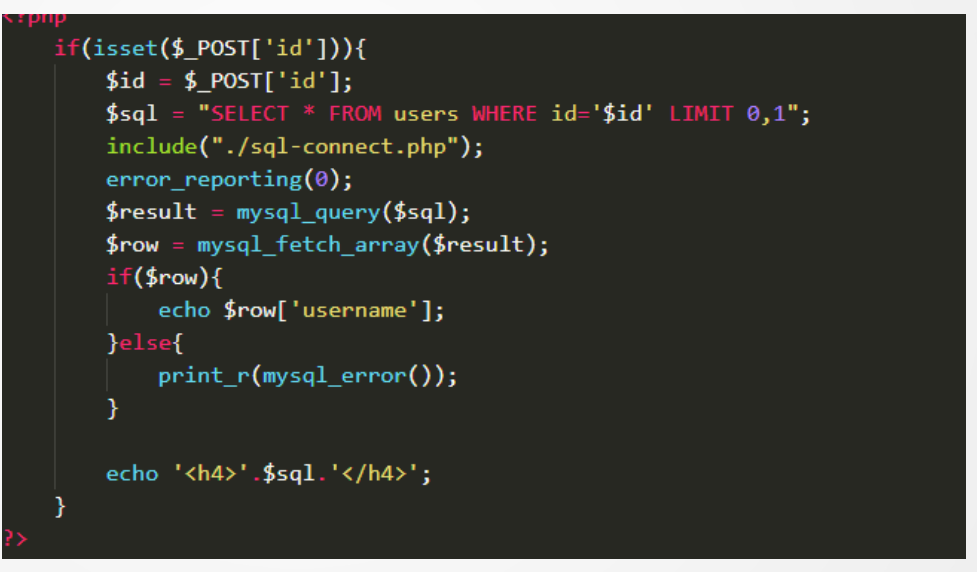 <?php
if(isset($_POST['id'])){
$id = $_POST['id'];
$sql = "SELECT * FROM users WHERE id='$id' LIMIT 0,1";
include("./sql-connect.php");
error_reporting(0);
$result = mysql_query($sql);
$row = mysql_fetch_array($result);
if($row){
echo $row['username'];
}else{
print_r(mysql_error());
}
echo '<h4>'.$sql.'</h4>';
}
?>